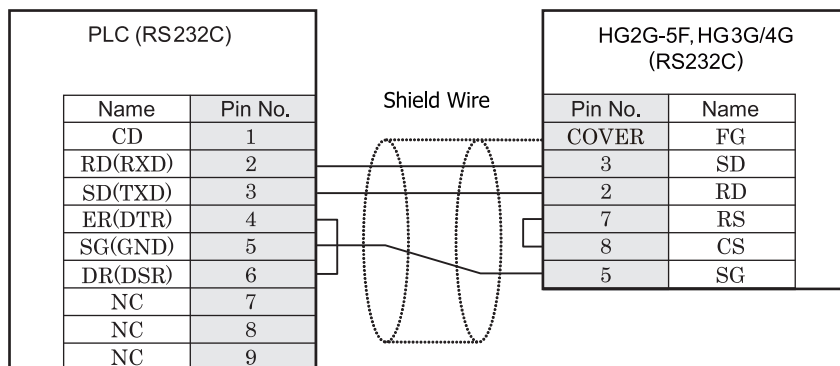 PLC (RS232C)
Name Pin No.
CD 1
RD(RXD) 2
SD(TXD) 3
ER(DTR) 4
SG(GND) 5
DR(DSR) 6
NC 7
NC 8
NC 9
Shield Wire
HG2G-5F, HG3G/4G
(RS232C)
Pin No. Name
COVER FG
3 SD
2 RD
7 RS
8 CS
5 SG